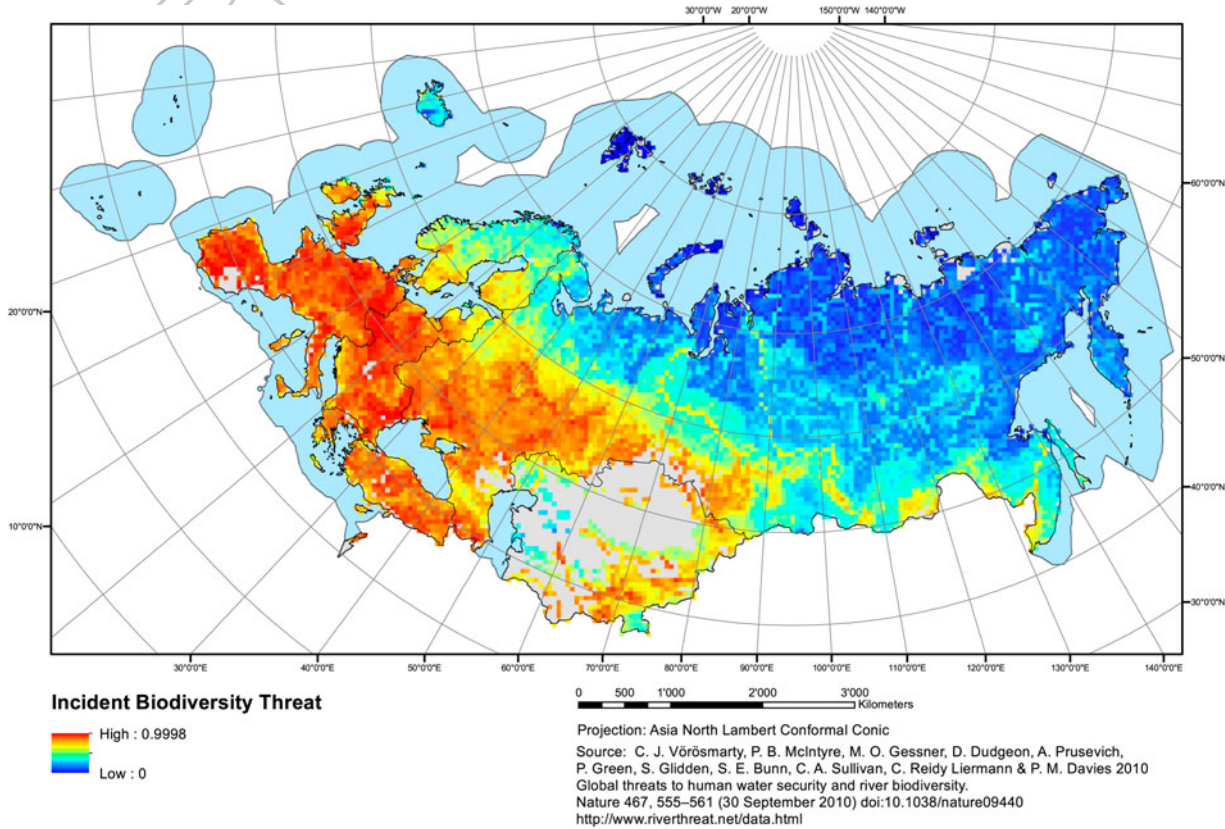 30°0'0"W 20°0'0"W 150°0'0"W 140°0'0"W
60°0'0"N
20°0'0"N
50°0'0"N
40°0'0"N
10°0'0"N
30°0'0"N
30°0'0"E 40°0'0"E 50°0'0"E 60°0'0"E 70°0'0"E 80°0'0"E 90°0'0"E 100°0'0"E 110°0'0"E 120°0'0"E 130°0'0"E 140°0'0"E
Incident Biodiversity Threat
High : 0.9998
Low : 0
0 500 1'000 2'000 3'000
Kilometers
Projection: Asia North Lambert Conformal Conic
Source: C. J. Vörösmarty, P. B. McIntyre, M. O. Gessner, D. Dudgeon, A. Prusevich,
P. Green, S. Glidden, S. E. Bunn, C. A. Sullivan, C. Reidy Liermann & P. M. Davies 2010
Global threats to human water security and river biodiversity.
Nature 467, 555–561 (30 September 2010) doi:10.1038/nature09440
http://www.riverthreat.net/data.html